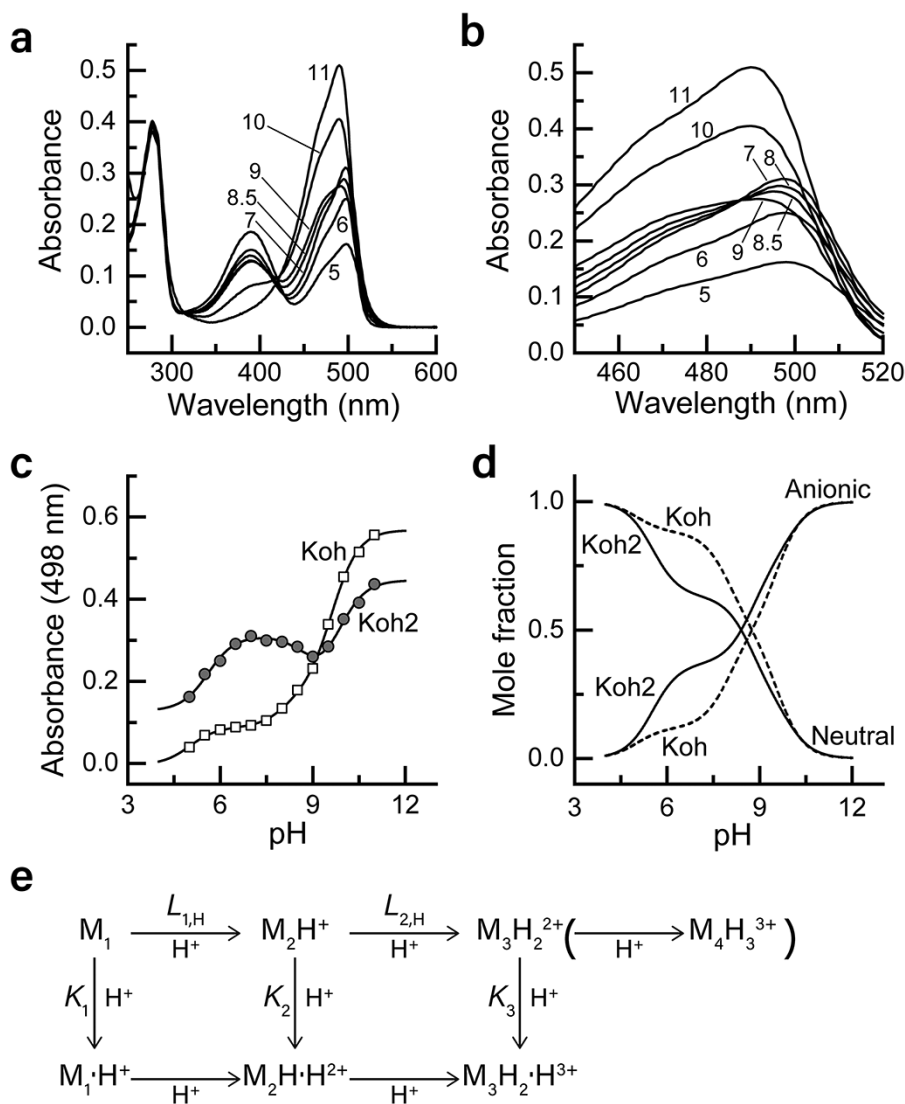 a
b
0.5
0.4
0.3
0.2
0.1
0.0
Absorbance
300
400
500
600
Wavelength (nm)
11
10
9
8.5
7
6
5
0.5
0.4
0.3
0.2
0.1
0.0
Absorbance
460
480
500
520
Wavelength (nm)
11
10
7
8
9
8.5
6
5
c
d
0.6
0.4
0.2
0.0
Absorbance (498 nm)
3
6
9
12
pH
Koh
Koh2
1.0
0.5
0.0
Mole fraction
3
6
9
12
pH
Koh
Koh2
Anionic
Koh2
Koh
Neutral
e
M₁ L₁,H H⁺ M₂H⁺ L₂,H H⁺ M₃H₂²⁺ ( H⁺ M₄H₃³⁺ )
K₁ H⁺ K₂ H⁺ K₃ H⁺
M₁·H⁺ H⁺ M₂H·H²⁺ H⁺ M₃H₂·H³⁺